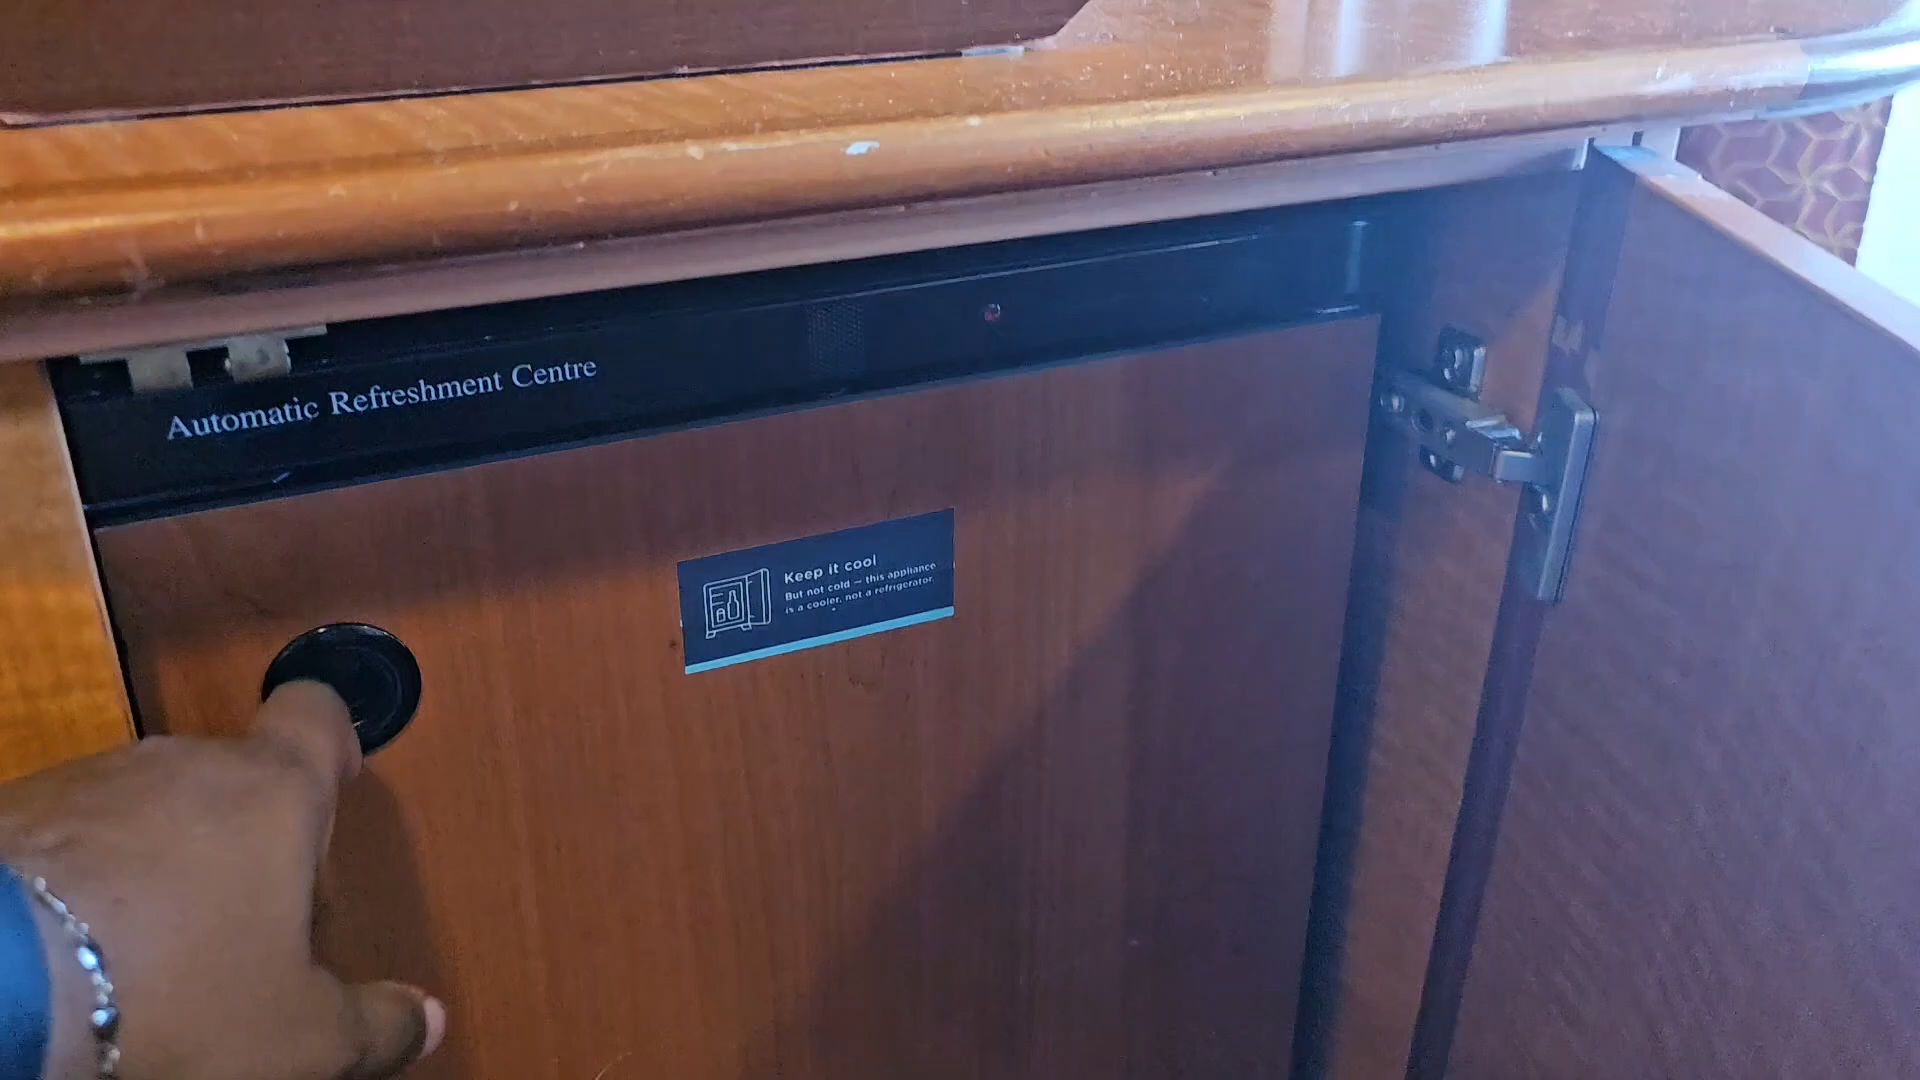 Automatic Refreshment Centre
Keep it cool
But not cold — this appliance
is a cooler, not a refrigerator.